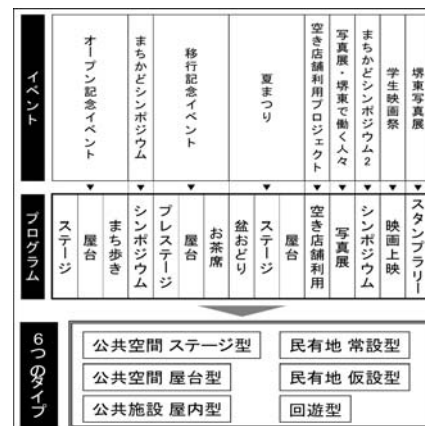 イベント
オープン記念イベント
まちかどシンポジウム
移行記念イベント
夏まつり
空き店舗利用プロジェクト
写真展・堺東で働く人々
まちかどシンポジウム2
学生映画祭
堺東写真展
プログラム
ステージ
屋台
まち歩き
シンポジウム
プレステージ
屋台
お茶席
盆おどり
ステージ
屋台
空き店舗利用
写真展
シンポジウム
映画上映
スタンプラリー
6つのタイプ
公共空間 ステージ型
民有地 常設型
公共空間 屋台型
民有地 仮設型
公共施設 屋内型
回遊型